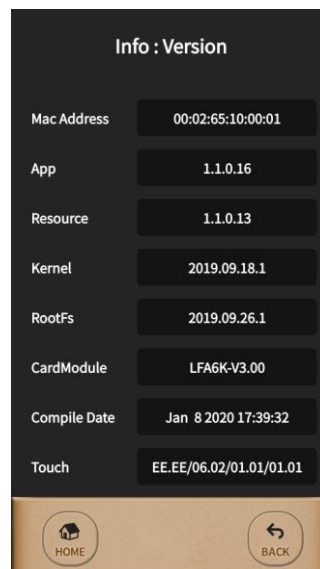 Info : Version
Mac Address 00:02:65:10:00:01
App 1.1.0.16
Resource 1.1.0.13
Kernel 2019.09.18.1
RootFs 2019.09.26.1
CardModule LFA6K-V3.00
Compile Date Jan 8 2020 17:39:32
Touch EE.EE/06.02/01.01/01.01
HOME BACK